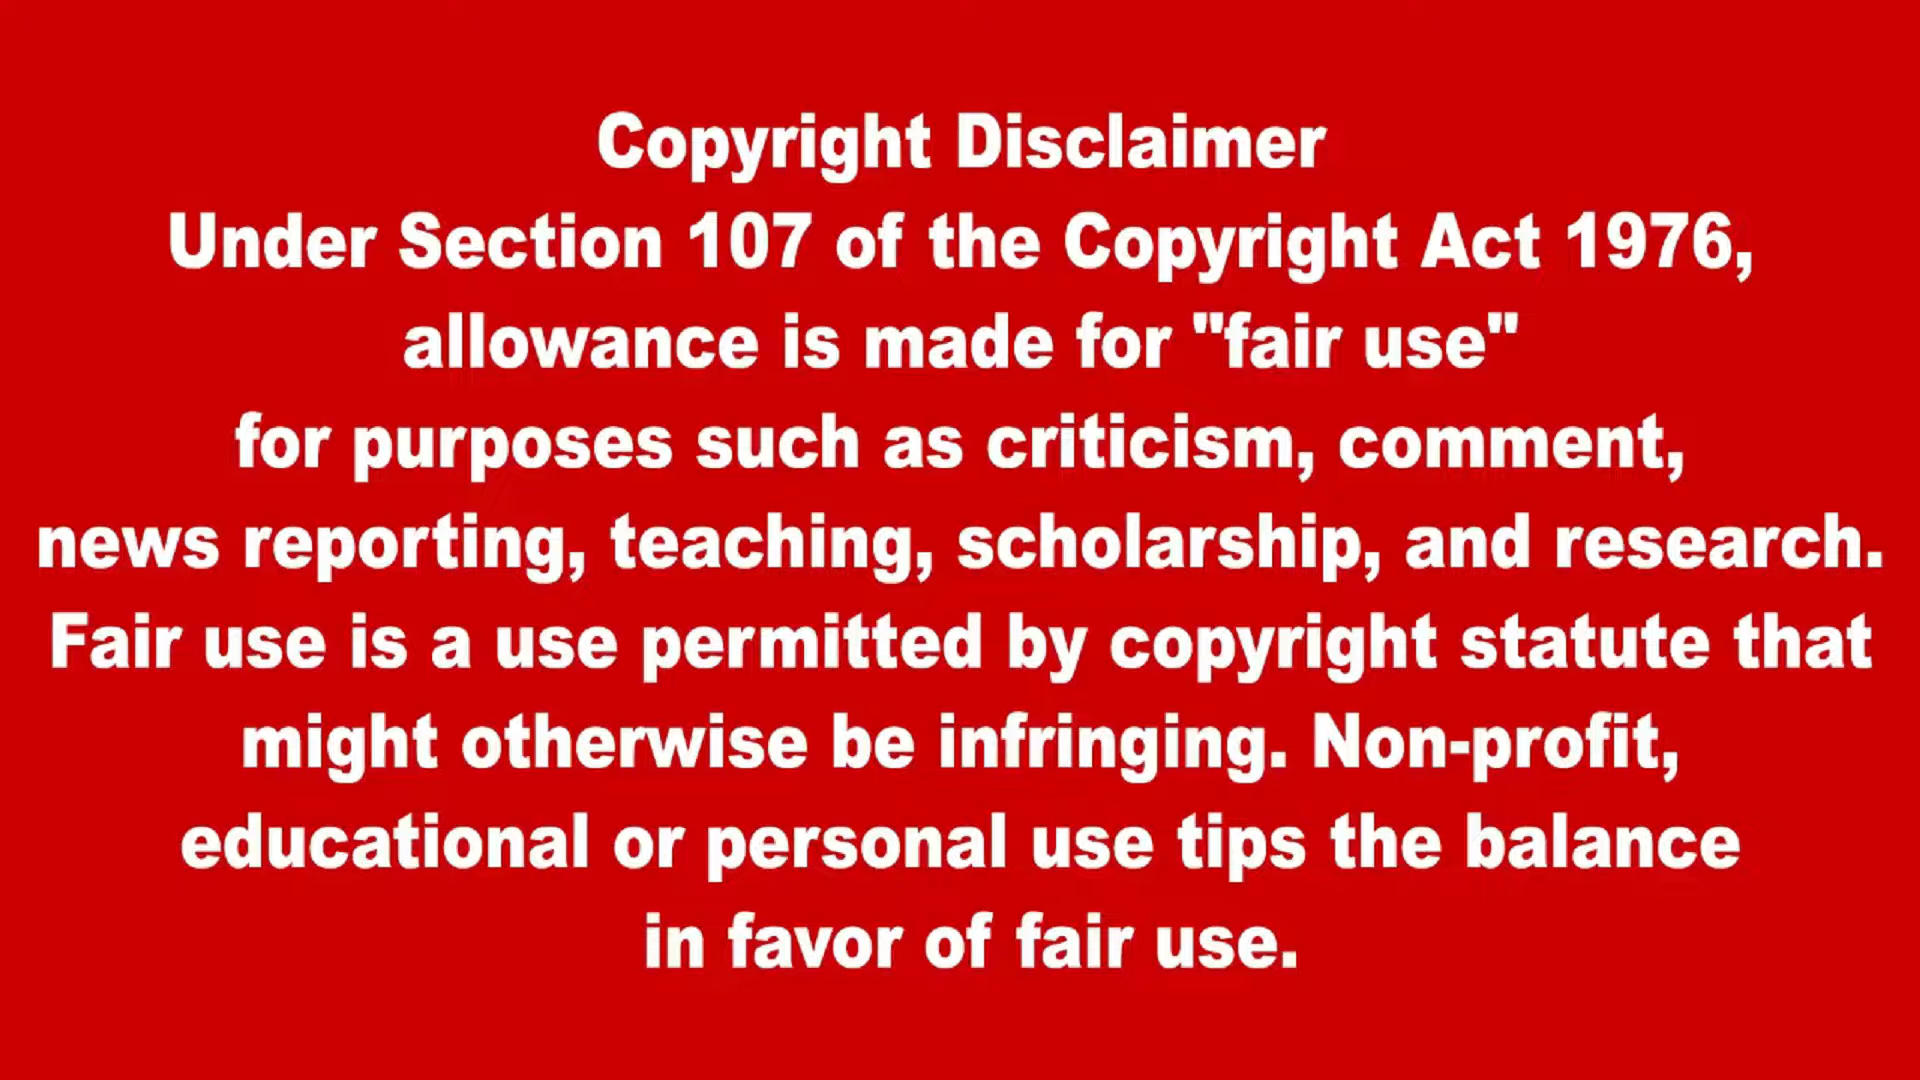 Copyright Disclaimer
Under Section 107 of the Copyright Act 1976,
allowance is made for "fair use"
for purposes such as criticism, comment,
news reporting, teaching, scholarship, and research.
Fair use is a use permitted by copyright statute that
might otherwise be infringing. Non-profit,
educational or personal use tips the balance
in favor of fair use.